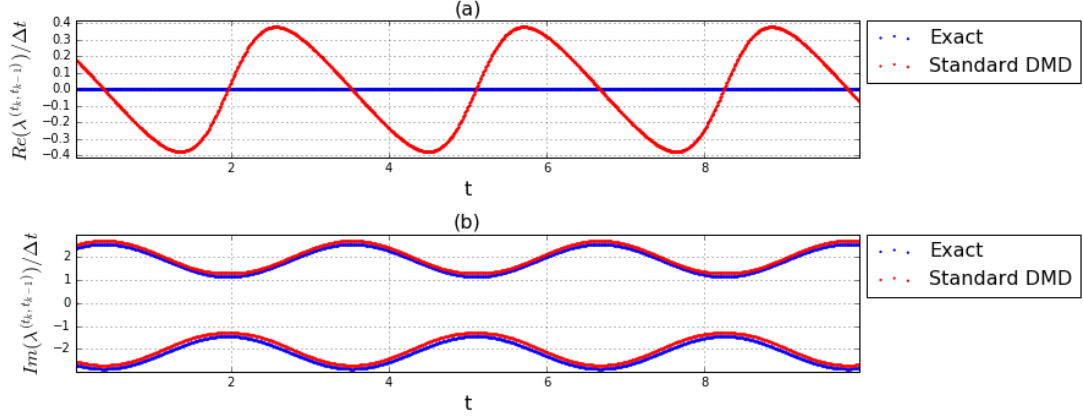 (a)
Re(λ^{(t_k, t_{k−1})})/Δt
0.4
0.3
0.2
0.1
0.0
−0.1
−0.2
−0.3
−0.4
2 4 6 8
t
Exact
Standard DMD
(b)
Im(λ^{(t_k, t_{k−1})})/Δt
2
1
0
−1
−2
2 4 6 8
t
Exact
Standard DMD